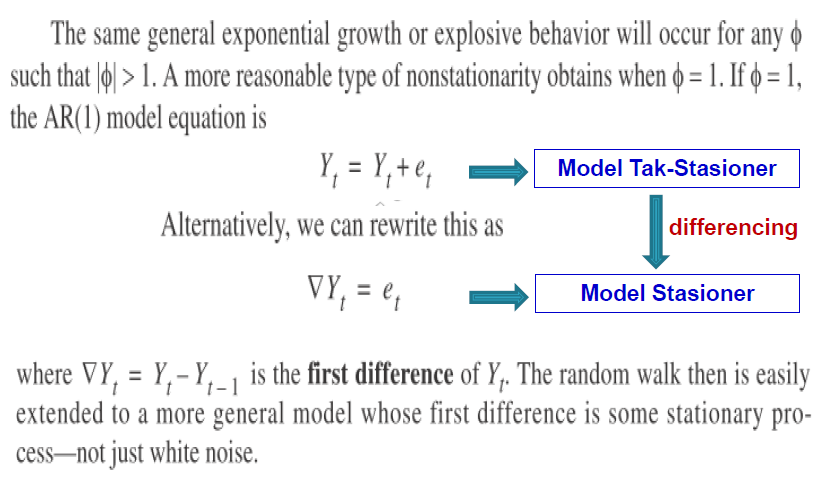 The same general exponential growth or explosive behavior will occur for any ϕ
such that |ϕ| > 1. A more reasonable type of nonstationarity obtains when ϕ = 1. If ϕ = 1,
the AR(1) model equation is
Y_t = Y_t + e_t
Model Tak-Stasioner
Alternatively, we can rewrite this as
differencing
∇Y_t = e_t
Model Stasioner
where ∇Y_t = Y_t – Y_{t – 1} is the first difference of Y_t. The random walk then is easily
extended to a more general model whose first difference is some stationary pro-
cess—not just white noise.